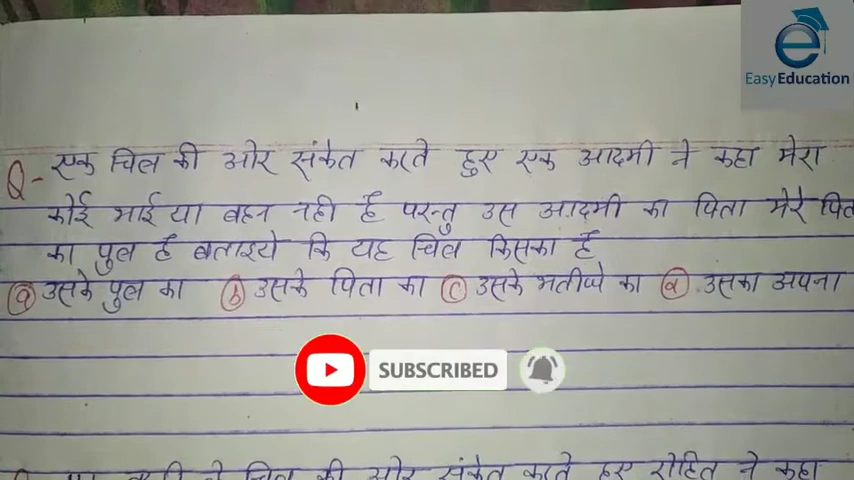 EasyEducation
Q- एक चित्र की ओर संकेत करते हुए एक आदमी ने कहा मेरा
कोई भाई या बहन नहीं है परन्तु उस आदमी का पिता मेरे पित
का पुत्र है बताइये कि यह चित्र किसका है
(a) उसके पुत्र का (b) उसके पिता का (c) उसके भतीजे का (d) उसका अपना
SUBSCRIBED
चित्र की ओर संकेत करते हुए रोहित ने कहा